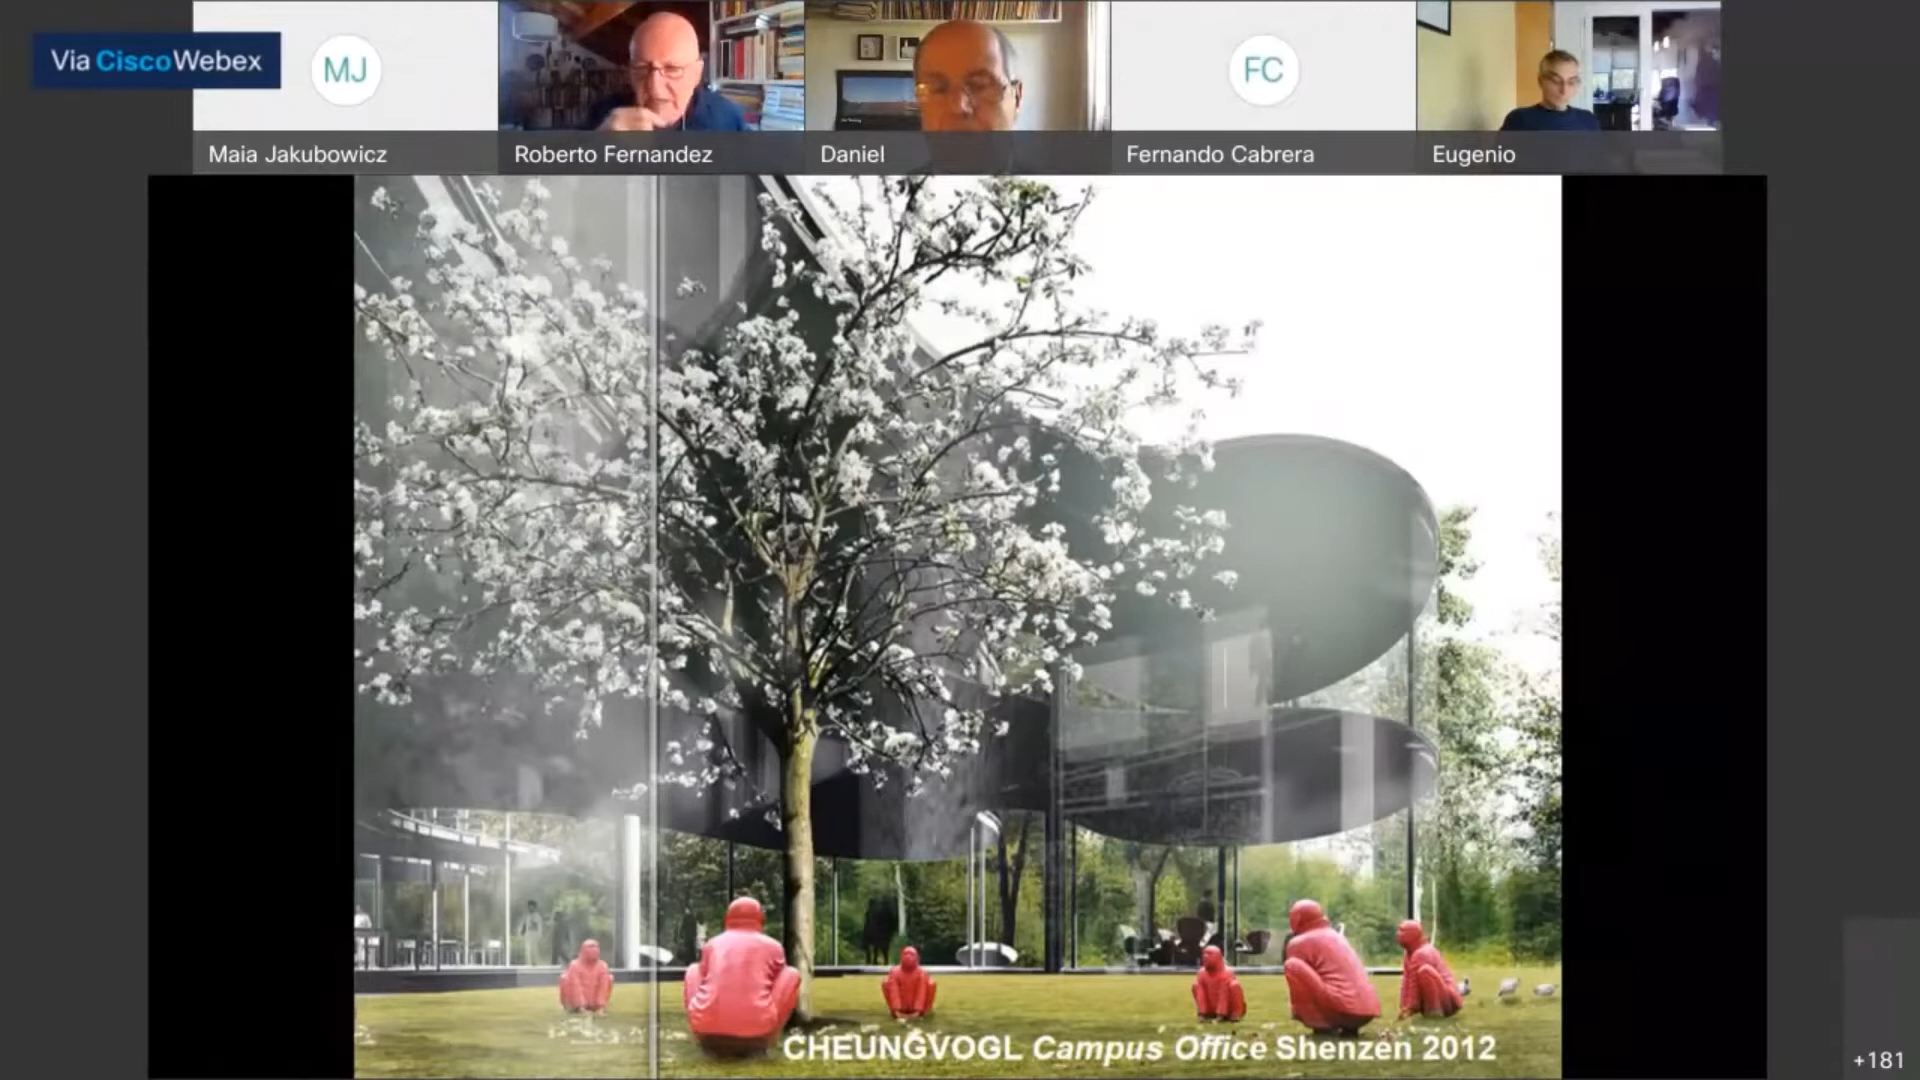 Via CiscoWebex
MJ
FC
Maia Jakubowicz
Roberto Fernandez
Daniel
Fernando Cabrera
Eugenio
CHEUNGVOGL Campus Office Shenzen 2012
+181